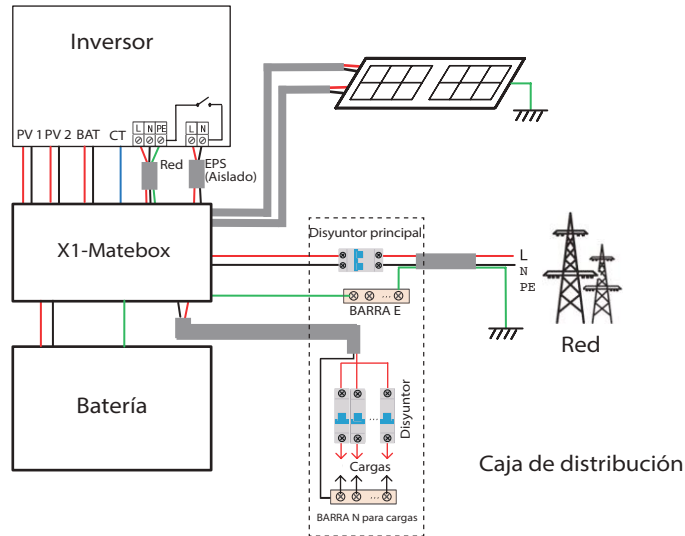 Inversor
PV 1 PV 2 BAT CT
L N PE
L N
Red
EPS
(Aislado)
X1-Matebox
Disyuntor principal
L
N
PE
...
BARRA E
Red
Batería
...
Disyuntor
Cargas
...
BARRA N para cargas
Caja de distribución